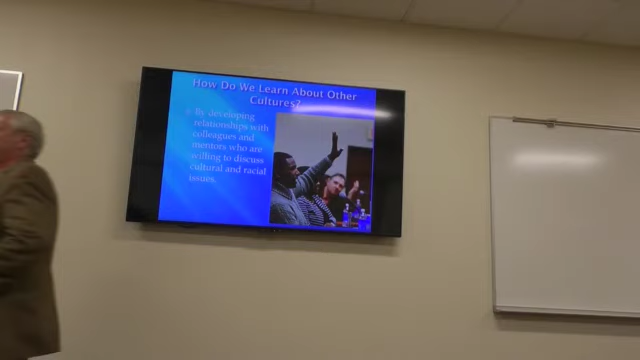 How Do We Learn About Other
Cultures?
By developing
relationships with
colleagues and
mentors who are
willing to discuss
cultural and racial
issues.